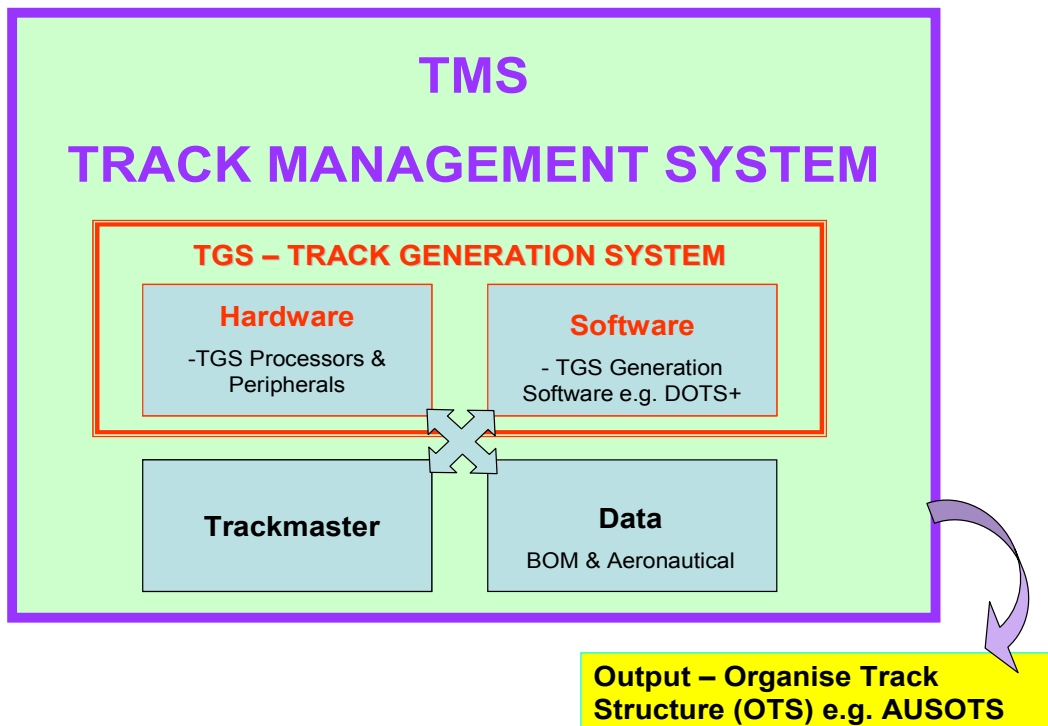 TMS
TRACK MANAGEMENT SYSTEM
TGS – TRACK GENERATION SYSTEM
Hardware
-TGS Processors &
Peripherals
Software
- TGS Generation
Software e.g. DOTS+
Trackmaster
Data
BOM & Aeronautical
Output – Organise Track
Structure (OTS) e.g. AUSOTS